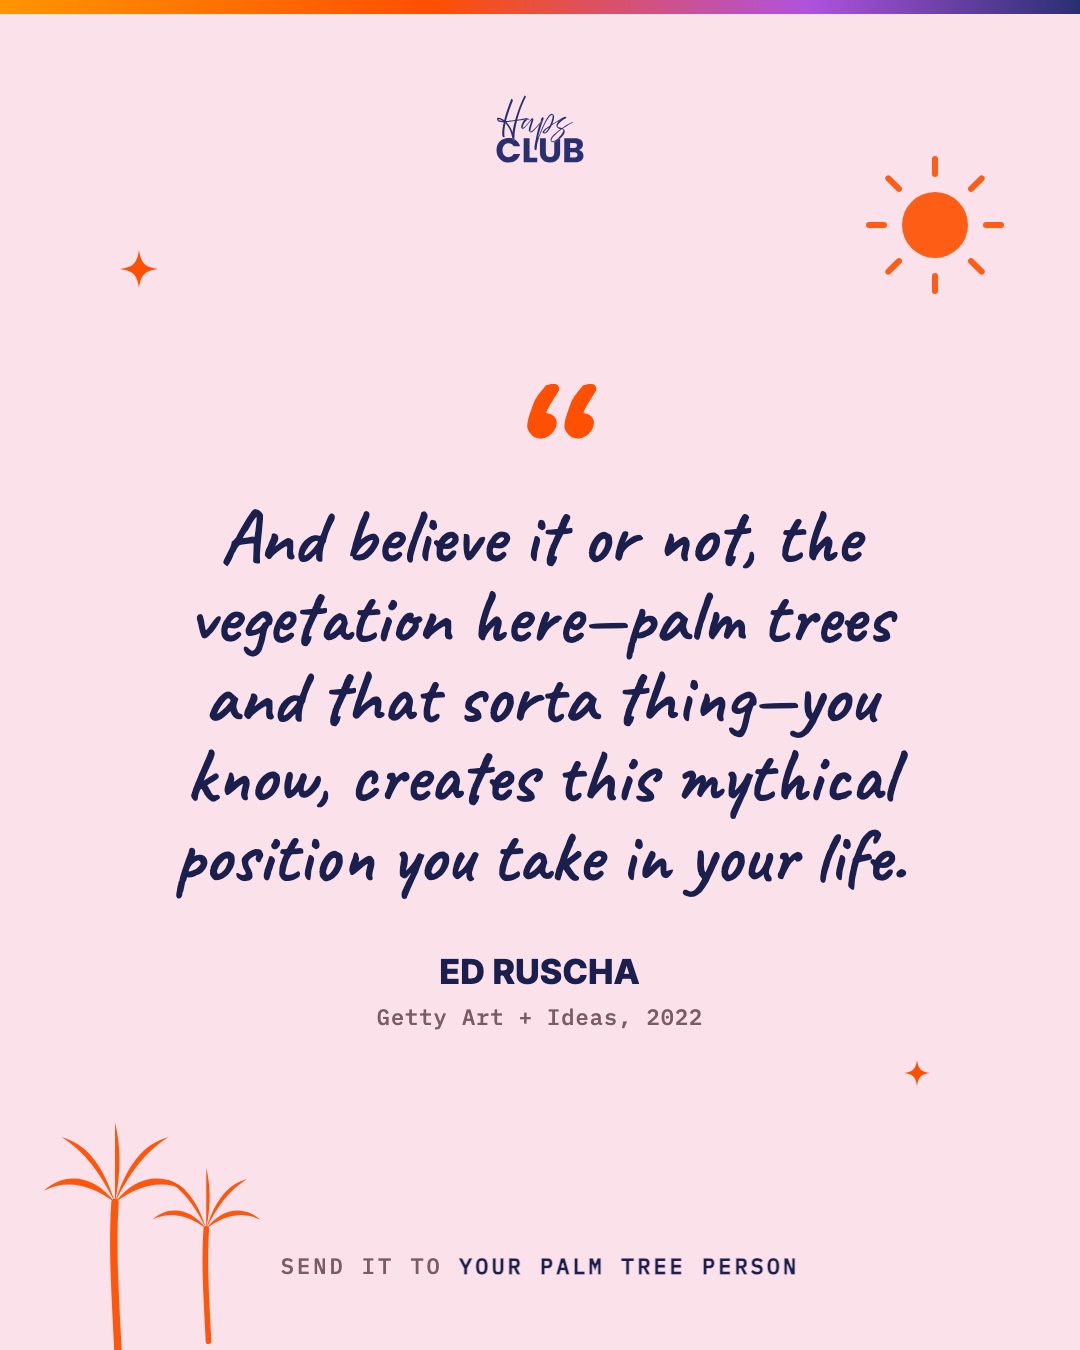 Haps
CLUB
“
And believe it or not, the
vegetation here—palm trees
and that sorta thing—you
know, creates this mythical
position you take in your life.
ED RUSCHA
Getty Art + Ideas, 2022
SEND IT TO YOUR PALM TREE PERSON